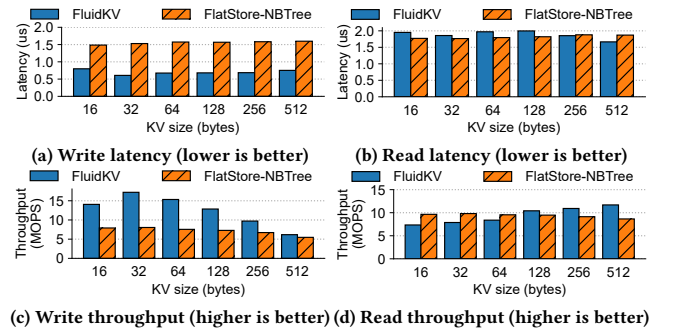 FluidKV FlatStore-NBTree
Latency (us)
2.0
1.5
1.0
0.5
0.0
16 32 64 128 256 512
KV size (bytes)
(a) Write latency (lower is better)
FluidKV FlatStore-NBTree
Latency (us)
2.0
1.5
1.0
0.5
0.0
16 32 64 128 256 512
KV size (bytes)
(b) Read latency (lower is better)
FluidKV FlatStore-NBTree
Throughput
(MOPS)
15
10
5
0
16 32 64 128 256 512
KV size (bytes)
(c) Write throughput (higher is better)
FluidKV FlatStore-NBTree
Throughput
(MOPS)
15
10
5
0
16 32 64 128 256 512
KV size (bytes)
(d) Read throughput (higher is better)